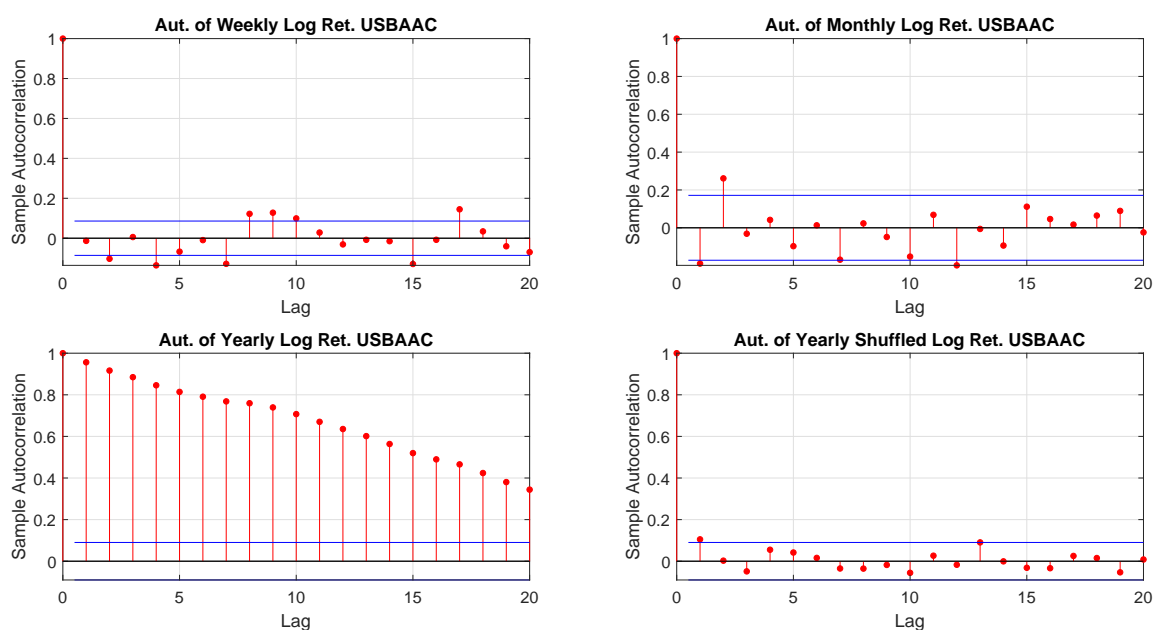 Aut. of Weekly Log Ret. USBAAC
1
0.8
0.6
0.4
0.2
0
Sample Autocorrelation
0 5 10 15 20
Lag
Aut. of Monthly Log Ret. USBAAC
1
0.8
0.6
0.4
0.2
0
Sample Autocorrelation
0 5 10 15 20
Lag
Aut. of Yearly Log Ret. USBAAC
1
0.8
0.6
0.4
0.2
0
Sample Autocorrelation
0 5 10 15 20
Lag
Aut. of Yearly Shuffled Log Ret. USBAAC
1
0.8
0.6
0.4
0.2
0
Sample Autocorrelation
0 5 10 15 20
Lag